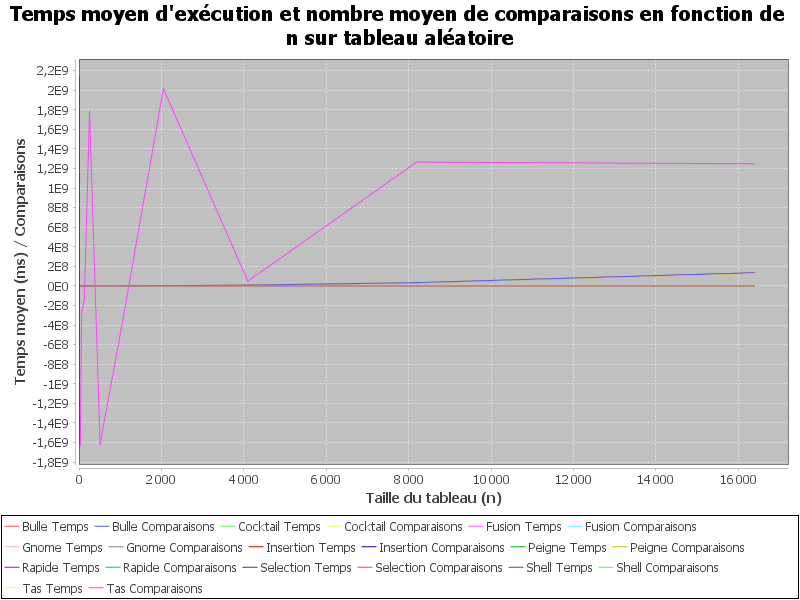 Temps moyen d'exécution et nombre moyen de comparaisons en fonction de
n sur tableau aléatoire
2,2E9
2E9
1,8E9
1,6E9
1,4E9
1,2E9
1E9
8E8
6E8
4E8
2E8
0E0
-2E8
-4E8
-6E8
-8E8
-1E9
-1,2E9
-1,4E9
-1,6E9
-1,8E9
Temps moyen (ms) / Comparaisons
0 2 000 4 000 6 000 8 000 10 000 12 000 14 000 16 000
Taille du tableau (n)
Bulle Temps Bulle Comparaisons Cocktail Temps Cocktail Comparaisons Fusion Temps Fusion Comparaisons
Gnome Temps Gnome Comparaisons Insertion Temps Insertion Comparaisons Peigne Temps Peigne Comparaisons
Rapide Temps Rapide Comparaisons Selection Temps Selection Comparaisons Shell Temps Shell Comparaisons
Tas Temps Tas Comparaisons